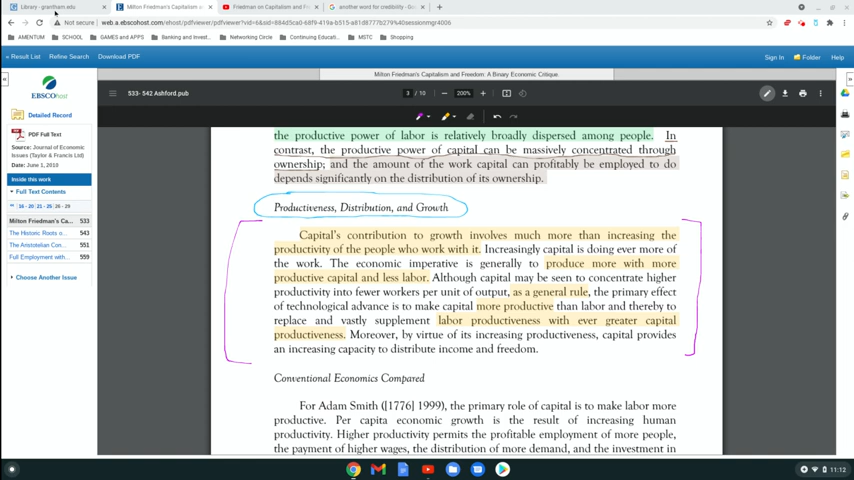 Library - grantham.edu
Milton Friedman's Capitalism a
Friedman on Capitalism and Fr
another word for credibility - Bi
Not secure | web.ebscohost.com/ehost/pdfviewer/pdfviewer?vid=6&sid=884d5ca0-68f9-419a-b515-a81d8777b279%40sessionmgr4006
AMENTUM
SCHOOL
GAMES and APPS
Banking and Invest...
Networking Circle
Continuing Educati...
MSTC
Shopping
« Result List
Refine Search
Download PDF
Sign In
Folder
Help
Milton Friedman's Capitalism and Freedom: A Binary Economic Critique
EBSCOhost
Detailed Record
PDF Full Text
Source: Journal of Economic
Issues (Taylor & Francis Ltd)
Date: June 1, 2010
Inside this work
Full Text Contents
16 - 20 | 21 - 25 | 26 - 29
Milton Friedman's Ca... 533
The Historic Roots o... 543
The Aristotelian Con... 551
Full Employment with... 559
Choose Another Issue
533- 542 Ashford.pub
3 / 10
200%
the productive power of labor is relatively broadly dispersed among people. In
contrast, the productive power of capital can be massively concentrated through
ownership; and the amount of the work capital can profitably be employed to do
depends significantly on the distribution of its ownership.
Productiveness, Distribution, and Growth
Capital's contribution to growth involves much more than increasing the
productivity of the people who work with it. Increasingly capital is doing ever more of
the work. The economic imperative is generally to produce more with more
productive capital and less labor. Although capital may be seen to concentrate higher
productivity into fewer workers per unit of output, as a general rule, the primary effect
of technological advance is to make capital more productive than labor and thereby to
replace and vastly supplement labor productiveness with ever greater capital
productiveness. Moreover, by virtue of its increasing productiveness, capital provides
an increasing capacity to distribute income and freedom.
Conventional Economics Compared
For Adam Smith ([1776] 1999), the primary role of capital is to make labor more
productive. Per capita economic growth is the result of increasing human
productivity. Higher productivity permits the profitable employment of more people,
the payment of higher wages, the distribution of more demand, and the investment in
11:12